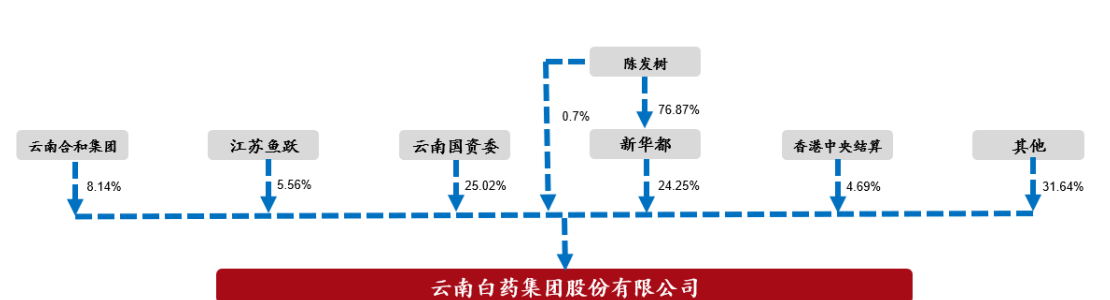 陈发树
0.7%
76.87%
云南合和集团
江苏鱼跃
云南国资委
新华都
香港中央结算
其他
8.14%
5.56%
25.02%
24.25%
4.69%
31.64%
云南白药集团股份有限公司